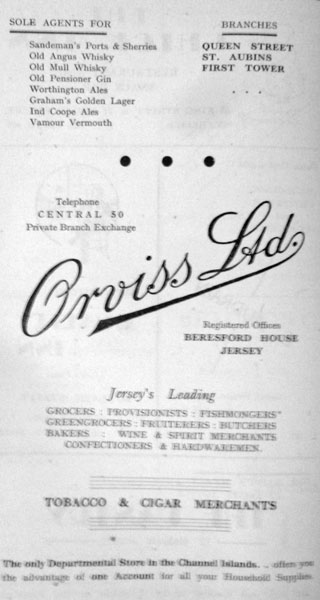 SOLE AGENTS FOR
Sandeman's Ports & Sherries
Old Angus Whisky
Old Mull Whisky
Old Pensioner Gin
Worthington Ales
Graham's Golden Lager
Ind Coope Ales
Vamour Vermouth
BRANCHES
QUEEN STREET
ST. AUBINS
FIRST TOWER
. . .
Telephone
CENTRAL 50
Private Branch Exchange
Orviss Ltd.
Registered Offices
BERESFORD HOUSE
JERSEY
Jersey's Leading
GROCERS : PROVISIONISTS : FISHMONGERS
GREENGROCERS : FRUITERERS : BUTCHERS
BAKERS : WINE & SPIRIT MERCHANTS
CONFECTIONERS & HARDWAREMEN.
TOBACCO & CIGAR MERCHANTS
The only Departmental Store in the Channel Islands. . offers you
the advantage of one Account for all your Household Supplies.